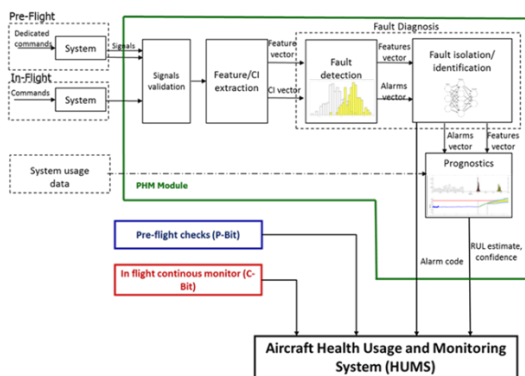 Pre-Flight
Dedicated
commands
System
Signals
In-Flight
Commands
System
Signals
validation
Feature/CI
extraction
Feature
vector
CI vector
Fault Diagnosis
Fault
detection
Features
vector
Alarms
vector
Fault isolation/
identification
Alarms
vector
Features
vector
System usage
data
PHM Module
Prognostics
Pre-flight checks (P-Bit)
In flight continous monitor (C-
Bit)
Alarm code
RUL estimate,
confidence
Aircraft Health Usage and Monitoring
System (HUMS)